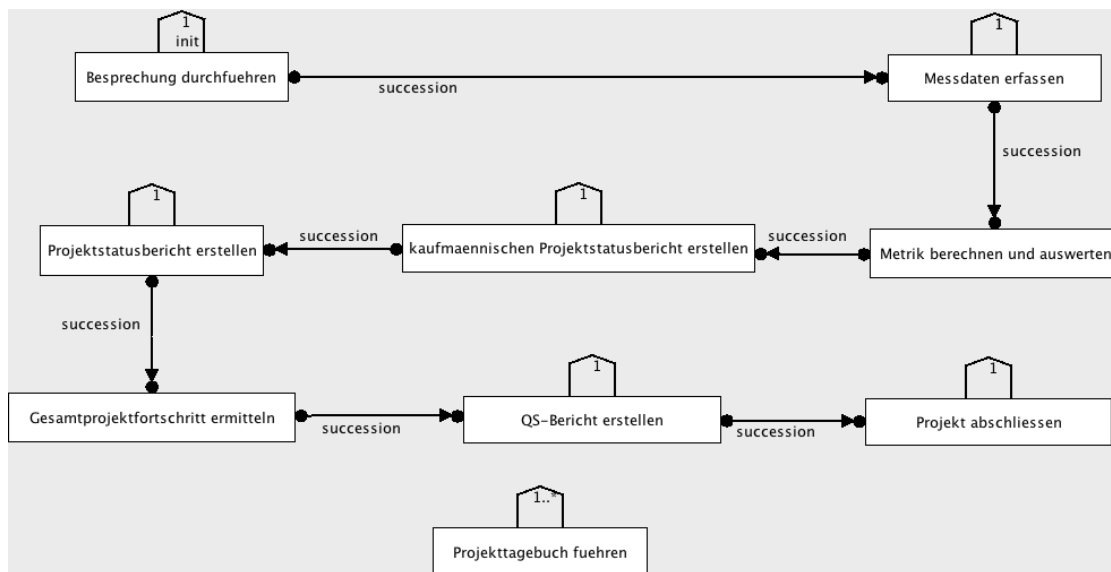 1
init
Besprechung durchfuehren
succession
1
Messdaten erfassen
succession
1
Projektstatusbericht erstellen
succession
1
kaufmaennischen Projektstatusbericht erstellen
succession
Metrik berechnen und auswerten
succession
Gesamtprojektfortschritt ermitteln
succession
1
QS-Bericht erstellen
succession
1
Projekt abschliessen
1..*
Projekttagebuch fuehren